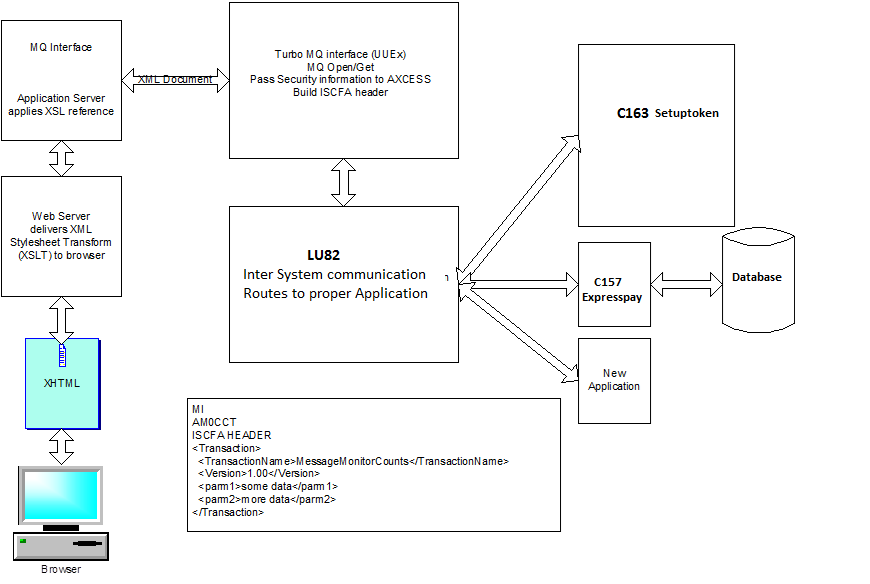 MQ Interface
Application Server
applies XSL reference
XML Document
Turbo MQ interface (UUEx)
MQ Open/Get
Pass Security information to AXCESS
Build ISCFA header
C163 Setuptoken
Web Server
delivers XML
Stylesheet Transform
(XSLT) to browser
LU82
Inter System communication
Routes to proper Application
C157
Expresspay
Database
New
Application
XHTML
MI
AM0CCT
ISCFA HEADER
<Transaction>
<TransactionName>MessageMonitorCounts</TransactionName>
<Version>1.00</Version>
<parm1>some data</parm1>
<parm2>more data</parm2>
</Transaction>
Browser